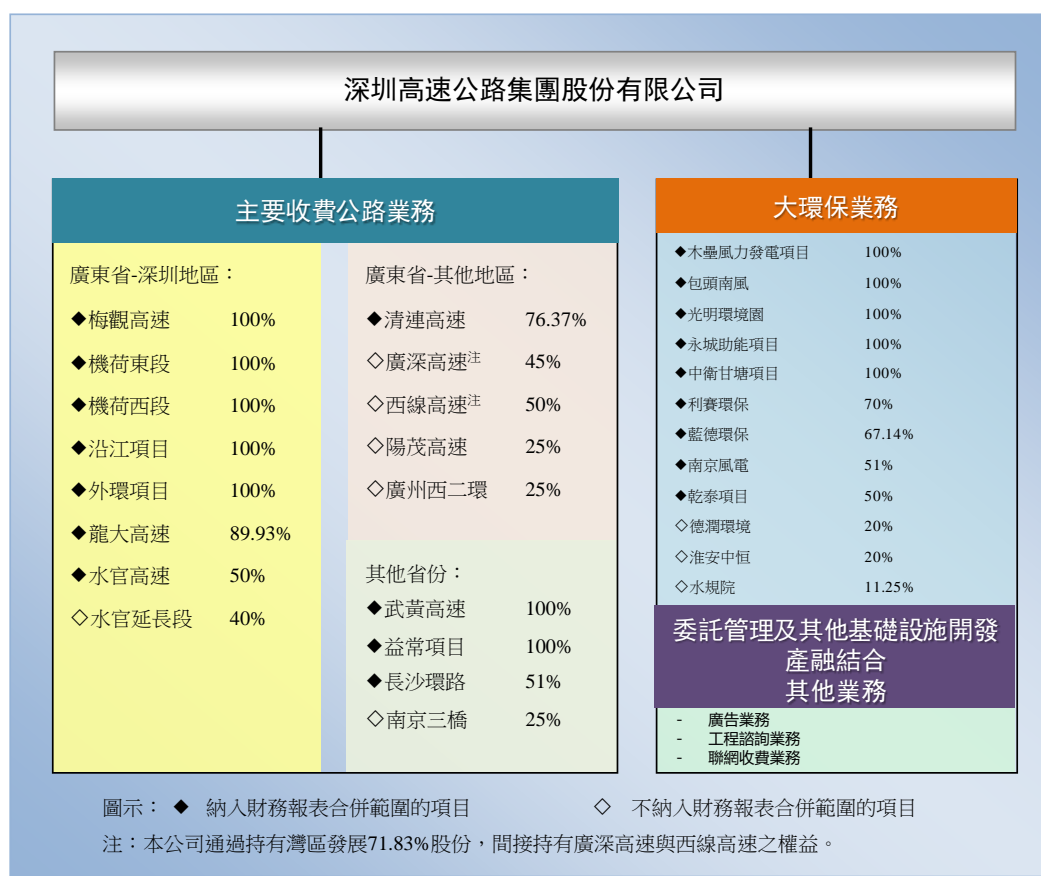 深圳高速公路集團股份有限公司
主要收費公路業務
廣東省-深圳地區：
◆梅觀高速 100%
◆機荷東段 100%
◆機荷西段 100%
◆沿江項目 100%
◆外環項目 100%
◆龍大高速 89.93%
◆水官高速 50%
◇水官延長段 40%
廣東省-其他地區：
◆清連高速 76.37%
◇廣深高速注 45%
◇西線高速注 50%
◇陽茂高速 25%
◇廣州西二環 25%
其他省份：
◆武黃高速 100%
◆益常項目 100%
◆長沙環路 51%
◇南京三橋 25%
大環保業務
◆木壘風力發電項目 100%
◆包頭南風 100%
◆光明環境園 100%
◆永城助能項目 100%
◆中衛甘塘項目 100%
◆利賽環保 70%
◆藍德環保 67.14%
◆南京風電 51%
◆乾泰項目 50%
◇德潤環境 20%
◇淮安中恒 20%
◇水規院 11.25%
委託管理及其他基礎設施開發
產融結合
其他業務
- 廣告業務
- 工程諮詢業務
- 聯網收費業務
圖示： ◆ 納入財務報表合併範圍的項目 ◇ 不納入財務報表合併範圍的項目
注：本公司通過持有灣區發展71.83%股份，間接持有廣深高速與西線高速之權益。